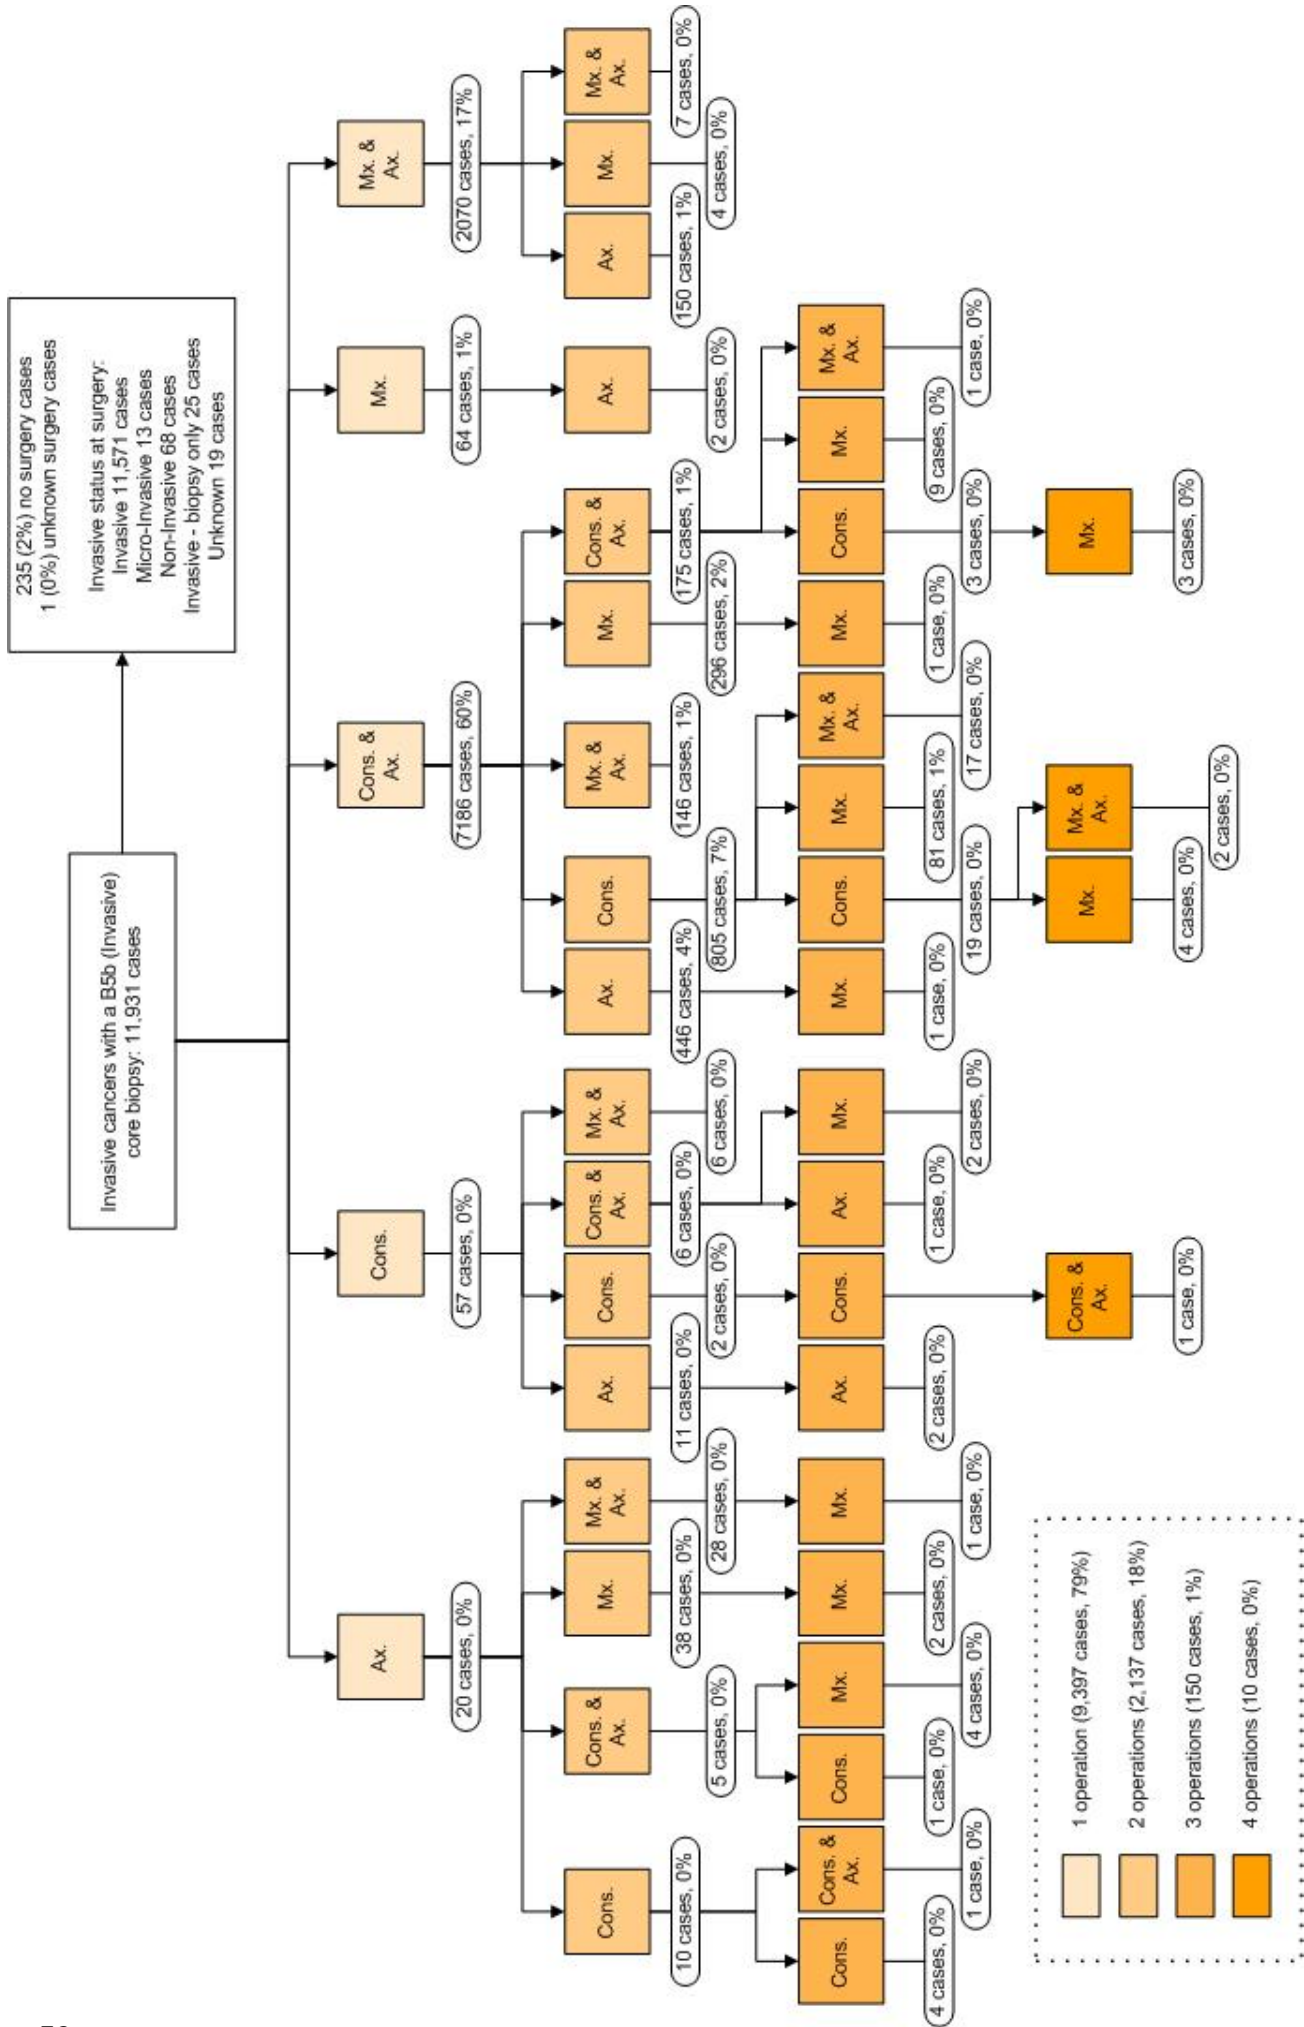 235 (2%) no surgery cases
1 (0%) unknown surgery cases
Invasive status at surgery:
Invasive 11,571 cases
Micro-Invasive 13 cases
Non-Invasive 68 cases
Invasive - biopsy only 25 cases
Unknown 19 cases
Invasive cancers with a B5b (Invasive)
core biopsy: 11,931 cases
Ax.
Cons.
Cons. &
Ax.
Mx.
Mx. &
Ax.
20 cases, 0%
57 cases, 0%
7186 cases, 60%
64 cases, 1%
2070 cases, 17%
Cons.
Cons. &
Ax.
Mx.
Mx. &
Ax.
Ax.
Cons.
Cons. &
Ax.
Mx. &
Ax.
Ax.
Cons.
Mx. &
Ax.
Mx.
Cons. &
Ax.
Ax.
Ax.
Mx.
Mx. &
Ax.
10 cases, 0%
5 cases, 0%
38 cases, 0%
28 cases, 0%
11 cases, 0%
2 cases, 0%
6 cases, 0%
6 cases, 0%
446 cases, 4%
805 cases, 7%
146 cases, 1%
296 cases, 2%
175 cases, 1%
2 cases, 0%
150 cases, 1%
4 cases, 0%
7 cases, 0%
Cons.
Cons. &
Ax.
Cons.
Mx.
Mx.
Mx.
Ax.
Cons.
Ax.
Mx.
Mx.
Cons.
Mx.
Mx. &
Ax.
Mx.
Cons.
Mx.
Mx. &
Ax.
4 cases, 0%
1 case, 0%
1 case, 0%
4 cases, 0%
2 cases, 0%
1 case, 0%
2 cases, 0%
1 case, 0%
2 cases, 0%
1 case, 0%
19 cases, 0%
81 cases, 1%
17 cases, 0%
1 case, 0%
3 cases, 0%
9 cases, 0%
1 case, 0%
Cons. &
Ax.
Mx.
Mx. &
Ax.
Mx.
1 case, 0%
4 cases, 0%
2 cases, 0%
3 cases, 0%
1 operation (9,397 cases, 79%)
2 operations (2,137 cases, 18%)
3 operations (150 cases, 1%)
4 operations (10 cases, 0%)